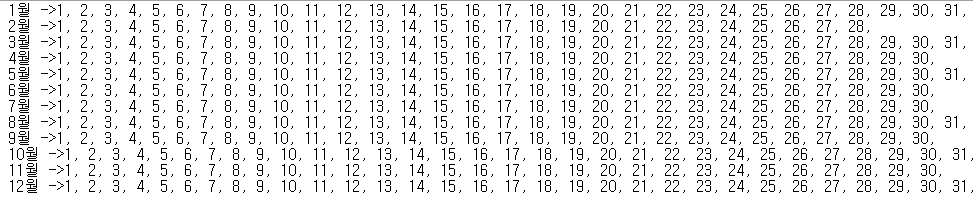 1월 ->1, 2, 3, 4, 5, 6, 7, 8, 9, 10, 11, 12, 13, 14, 15, 16, 17, 18, 19, 20, 21, 22, 23, 24, 25, 26, 27, 28, 29, 30, 31,
2월 ->1, 2, 3, 4, 5, 6, 7, 8, 9, 10, 11, 12, 13, 14, 15, 16, 17, 18, 19, 20, 21, 22, 23, 24, 25, 26, 27, 28,
3월 ->1, 2, 3, 4, 5, 6, 7, 8, 9, 10, 11, 12, 13, 14, 15, 16, 17, 18, 19, 20, 21, 22, 23, 24, 25, 26, 27, 28, 29, 30, 31,
4월 ->1, 2, 3, 4, 5, 6, 7, 8, 9, 10, 11, 12, 13, 14, 15, 16, 17, 18, 19, 20, 21, 22, 23, 24, 25, 26, 27, 28, 29, 30,
5월 ->1, 2, 3, 4, 5, 6, 7, 8, 9, 10, 11, 12, 13, 14, 15, 16, 17, 18, 19, 20, 21, 22, 23, 24, 25, 26, 27, 28, 29, 30, 31,
6월 ->1, 2, 3, 4, 5, 6, 7, 8, 9, 10, 11, 12, 13, 14, 15, 16, 17, 18, 19, 20, 21, 22, 23, 24, 25, 26, 27, 28, 29, 30,
7월 ->1, 2, 3, 4, 5, 6, 7, 8, 9, 10, 11, 12, 13, 14, 15, 16, 17, 18, 19, 20, 21, 22, 23, 24, 25, 26, 27, 28, 29, 30,
8월 ->1, 2, 3, 4, 5, 6, 7, 8, 9, 10, 11, 12, 13, 14, 15, 16, 17, 18, 19, 20, 21, 22, 23, 24, 25, 26, 27, 28, 29, 30, 31,
9월 ->1, 2, 3, 4, 5, 6, 7, 8, 9, 10, 11, 12, 13, 14, 15, 16, 17, 18, 19, 20, 21, 22, 23, 24, 25, 26, 27, 28, 29, 30,
10월 ->1, 2, 3, 4, 5, 6, 7, 8, 9, 10, 11, 12, 13, 14, 15, 16, 17, 18, 19, 20, 21, 22, 23, 24, 25, 26, 27, 28, 29, 30, 31,
11월 ->1, 2, 3, 4, 5, 6, 7, 8, 9, 10, 11, 12, 13, 14, 15, 16, 17, 18, 19, 20, 21, 22, 23, 24, 25, 26, 27, 28, 29, 30,
12월 ->1, 2, 3, 4, 5, 6, 7, 8, 9, 10, 11, 12, 13, 14, 15, 16, 17, 18, 19, 20, 21, 22, 23, 24, 25, 26, 27, 28, 29, 30, 31,